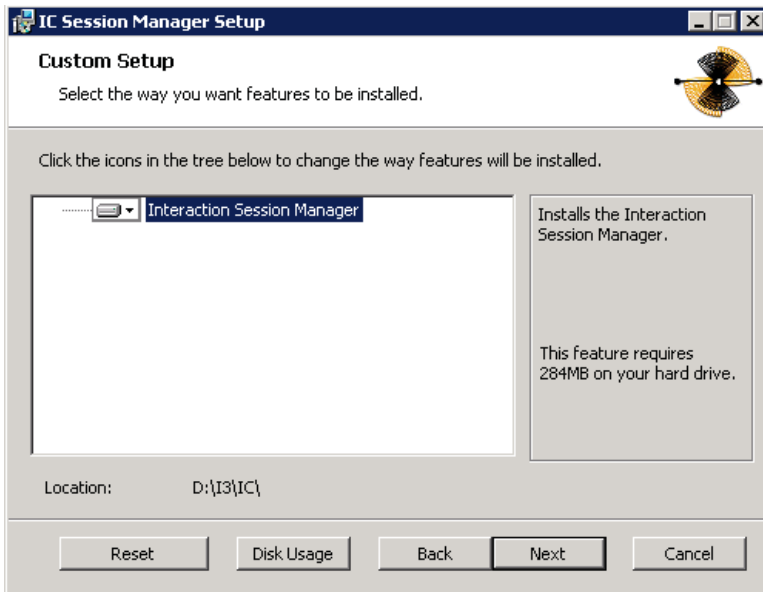 IC Session Manager Setup
Custom Setup
Select the way you want features to be installed.
Click the icons in the tree below to change the way features will be installed.
Interaction Session Manager
Installs the Interaction
Session Manager.
This feature requires
284MB on your hard drive.
Location: D:\I3\IC\
Reset Disk Usage Back Next Cancel